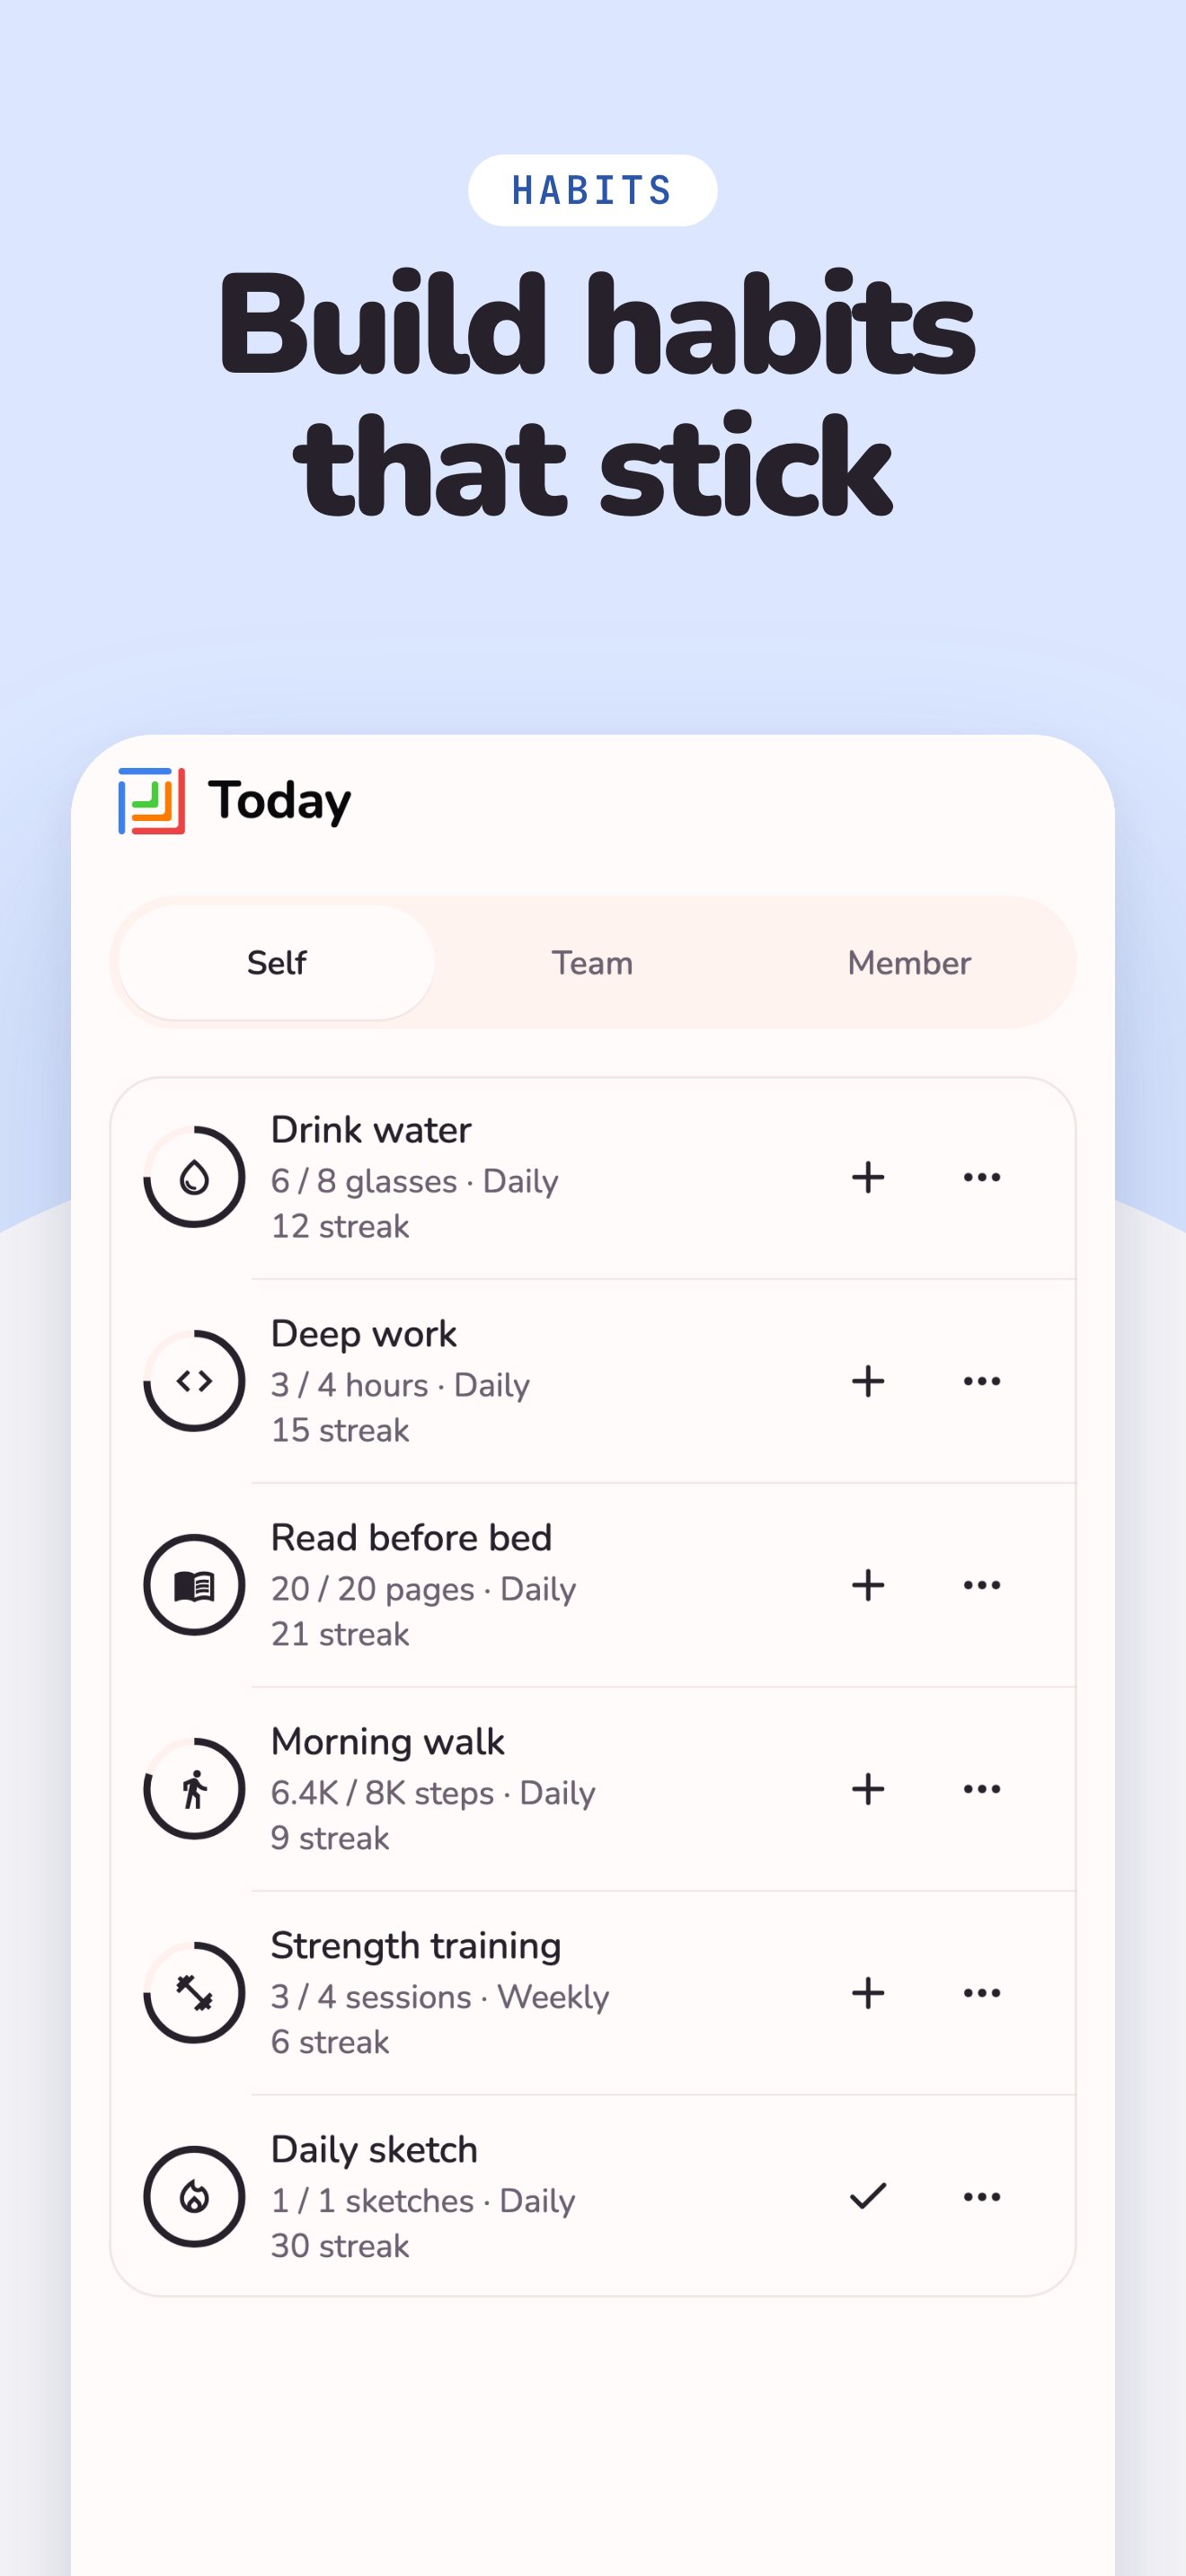 HABITS
Build habits
that stick
Today
Self
Team
Member
Drink water
6 / 8 glasses · Daily
12 streak
Deep work
3 / 4 hours · Daily
15 streak
Read before bed
20 / 20 pages · Daily
21 streak
Morning walk
6.4K / 8K steps · Daily
9 streak
Strength training
3 / 4 sessions · Weekly
6 streak
Daily sketch
1 / 1 sketches · Daily
30 streak